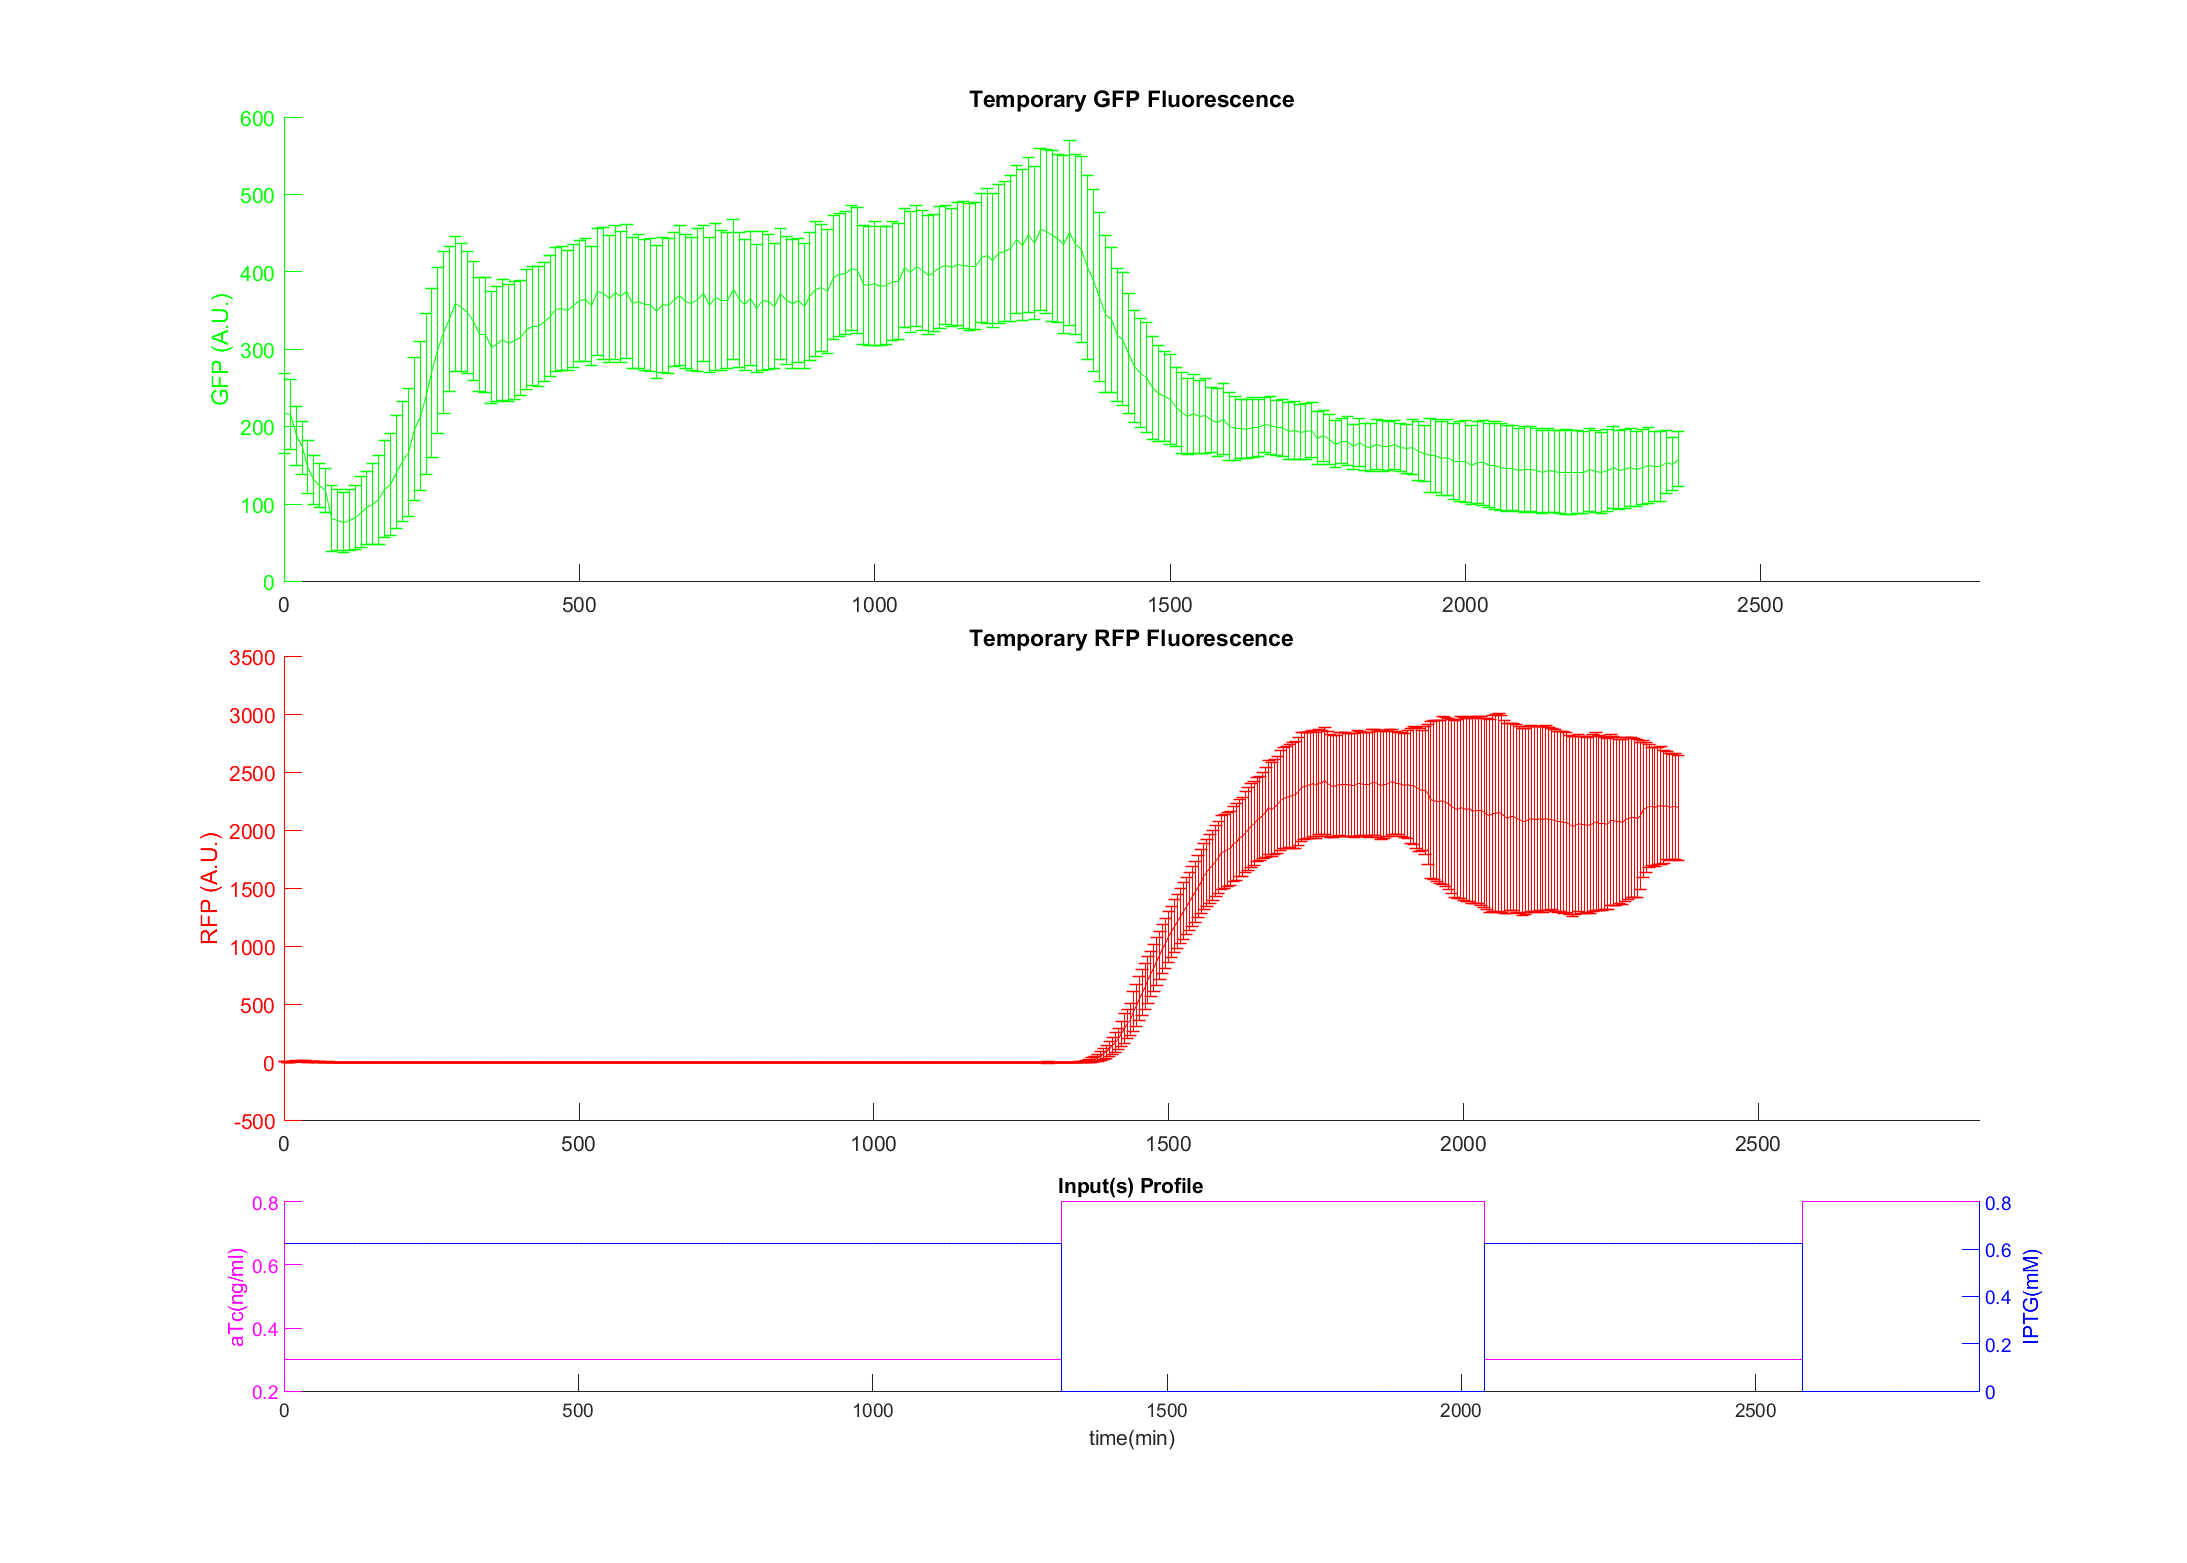 Temporary GFP Fluorescence
600
500
400
300
200
100
0
GFP (A.U.)
0 500 1000 1500 2000 2500
Temporary RFP Fluorescence
3500
3000
2500
2000
1500
1000
500
0
-500
RFP (A.U.)
0 500 1000 1500 2000 2500
Input(s) Profile
0.8
0.6
0.4
0.2
aTc(ng/ml)
0.8
0.6
0.4
0.2
0
IPTG(mM)
0 500 1000 1500 2000 2500
time(min)